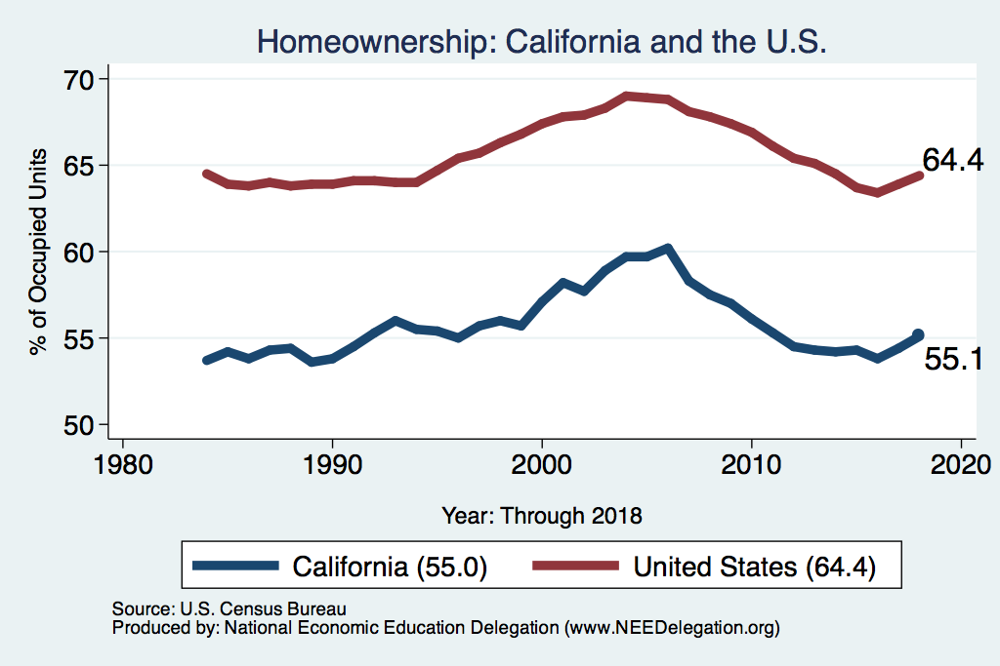 Homeownership: California and the U.S.
% of Occupied Units
70
65
60
55
50
64.4
55.1
1980 1990 2000 2010 2020
Year: Through 2018
California (55.0) United States (64.4)
Source: U.S. Census Bureau
Produced by: National Economic Education Delegation (www.NEEDelegation.org)